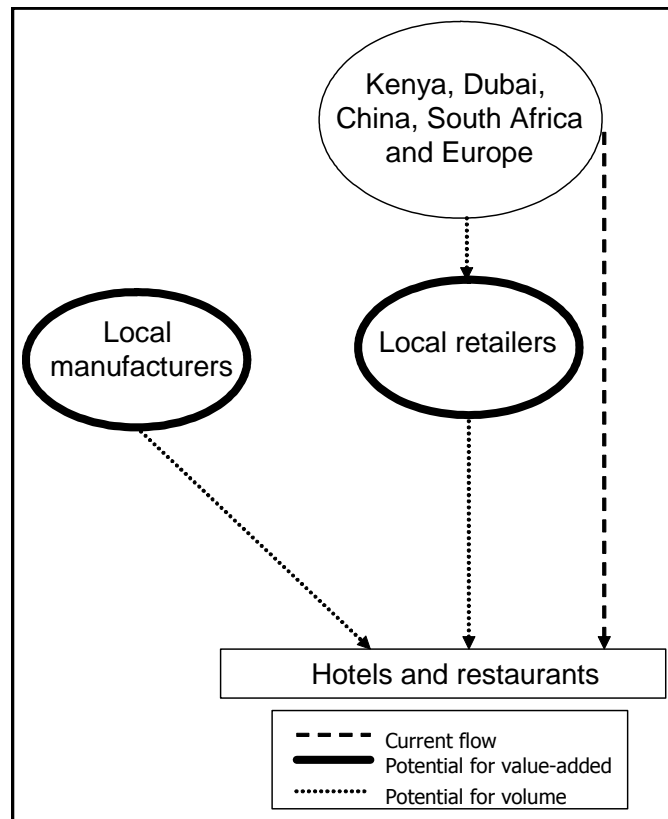 Kenya, Dubai,
China, South Africa
and Europe
Local
manufacturers
Local retailers
Hotels and restaurants
Current flow
Potential for value-added
Potential for volume